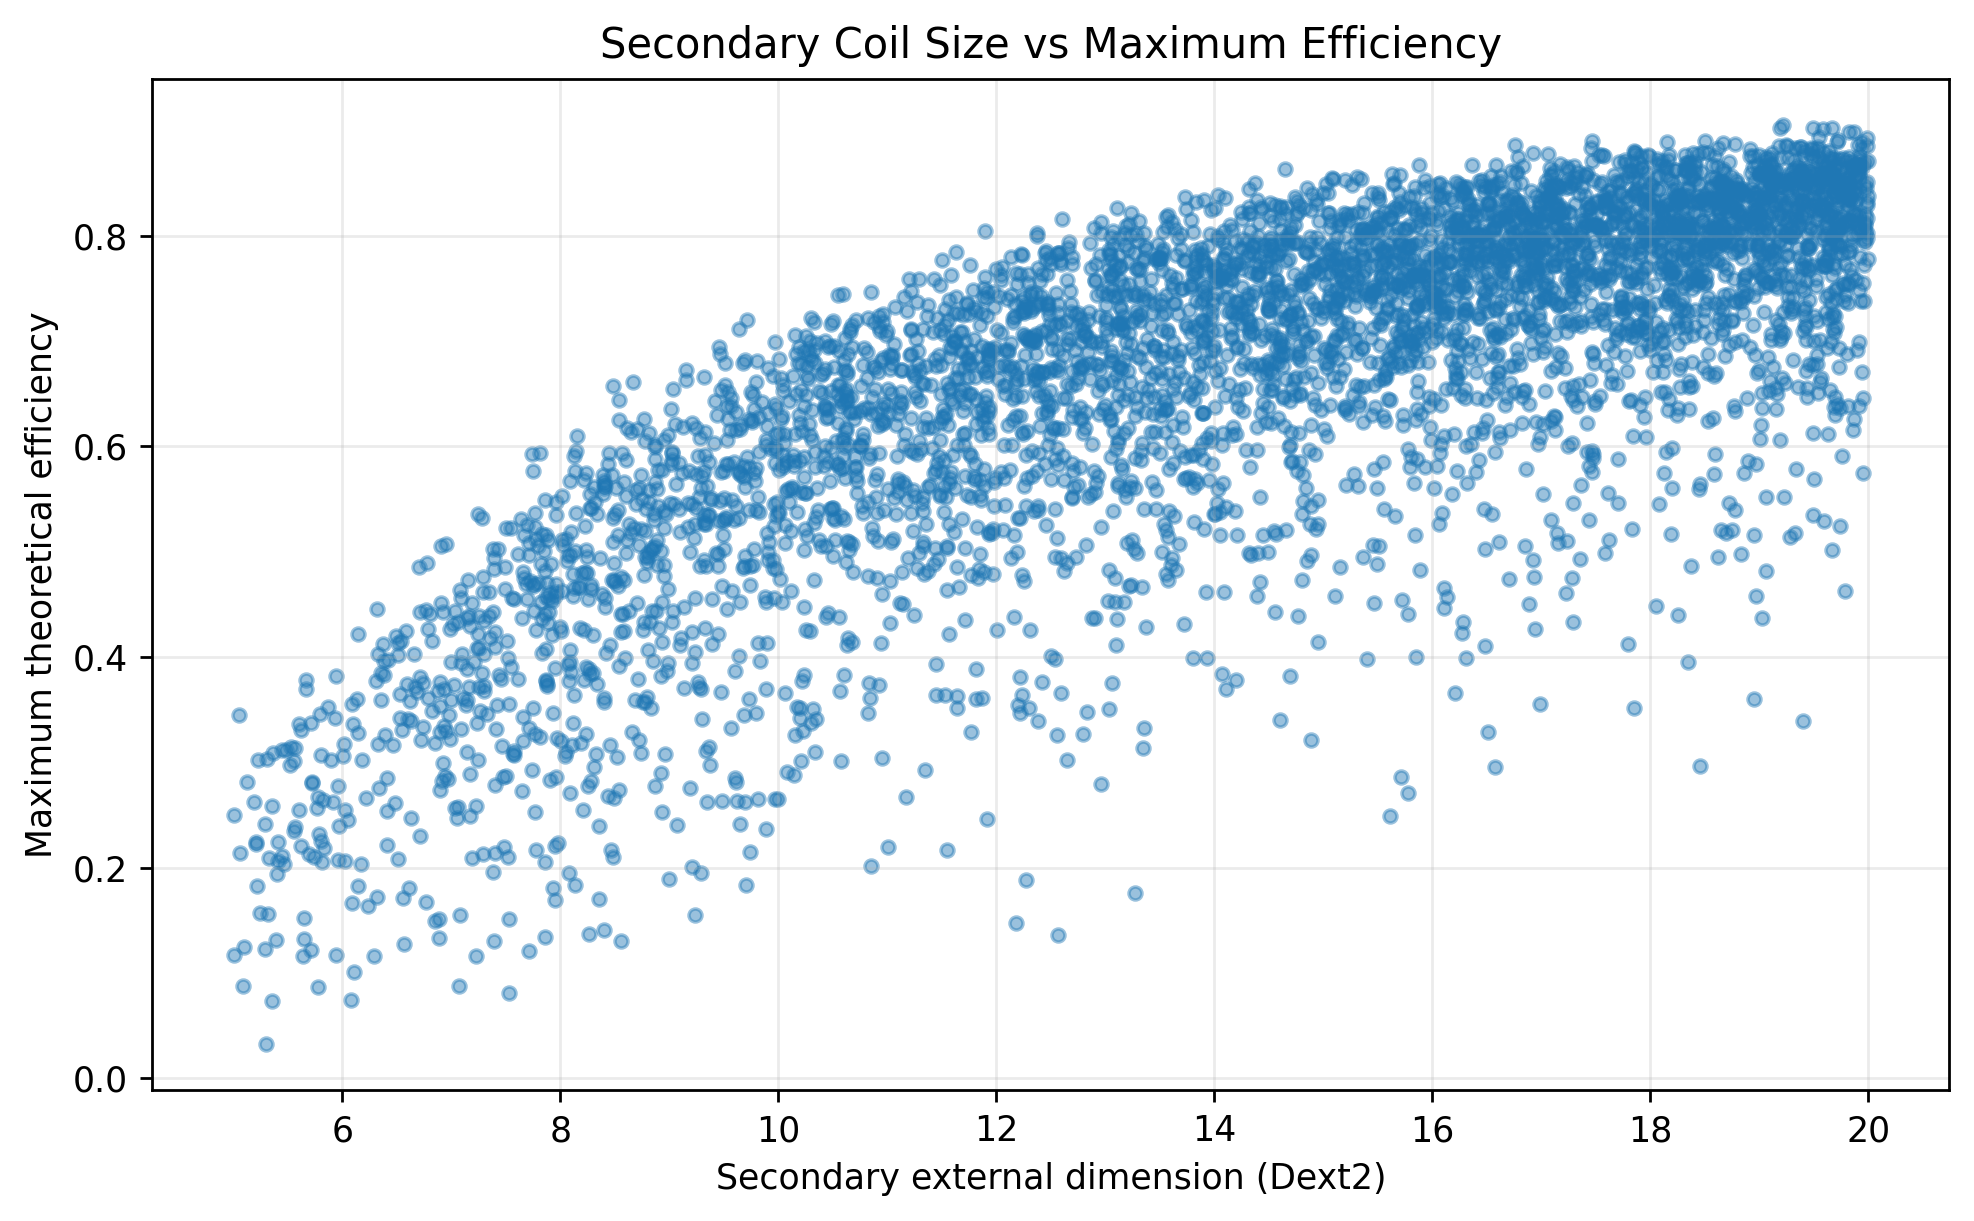 Secondary Coil Size vs Maximum Efficiency
Maximum theoretical efficiency
0.8
0.6
0.4
0.2
0.0
6 8 10 12 14 16 18 20
Secondary external dimension (Dext2)